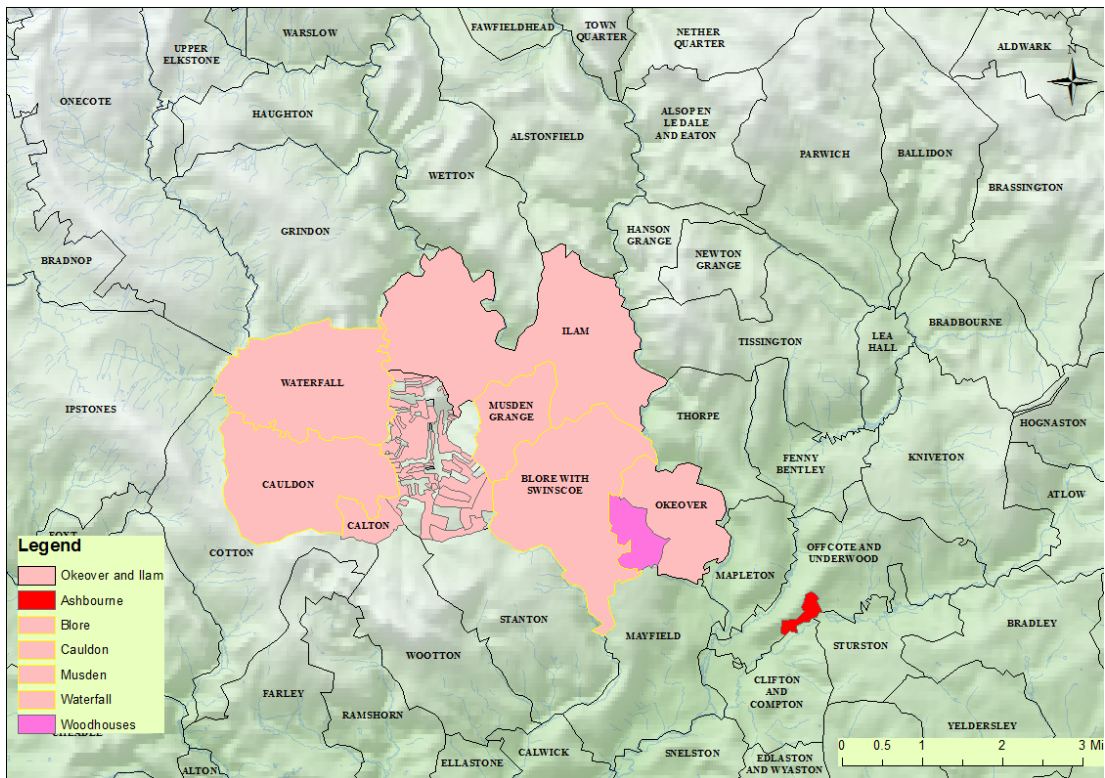 WARSLOW
FAWFIELDHEAD
TOWN
QUARTER
NETHER
QUARTER
ALDWARK
N
UPPER
ELKSTONE
ONECOTE
HAUGHTON
ALSTONFIELD
ALSOP EN
LE DALE
AND EATON
PARWICH
BALLIDON
BRASSINGTON
WETTON
GRINDON
HANSON
GRANGE
NEWTON
GRANGE
BRADNOP
ILAM
TISSINGTON
LEA
HALL
BRADBOURNE
WATERFALL
IPSTONES
MUSDEN
GRANGE
THORPE
HOGNASTON
FENNY
BENTLEY
KNIVETON
CAULDON
BLORE WITH
SWINSCOE
OKEOVER
ATLOW
CALTON
COTTON
OFFCOTE AND
UNDERWOOD
MAPLETON
STANTON
MAYFIELD
STURSTON
BRADLEY
WOOTTON
CLIFTON
AND
COMPTON
FARLEY
RAMSHORN
YELDERSLEY
CALWICK
SNELSTON
EDLASTON
AND WYASTON
ELLASTONE
ALTON
Legend
Okeover and Ilam
Ashbourne
Blore
Cauldon
Musden
Waterfall
Woodhouses
0 0.5 1 2 3 Mi